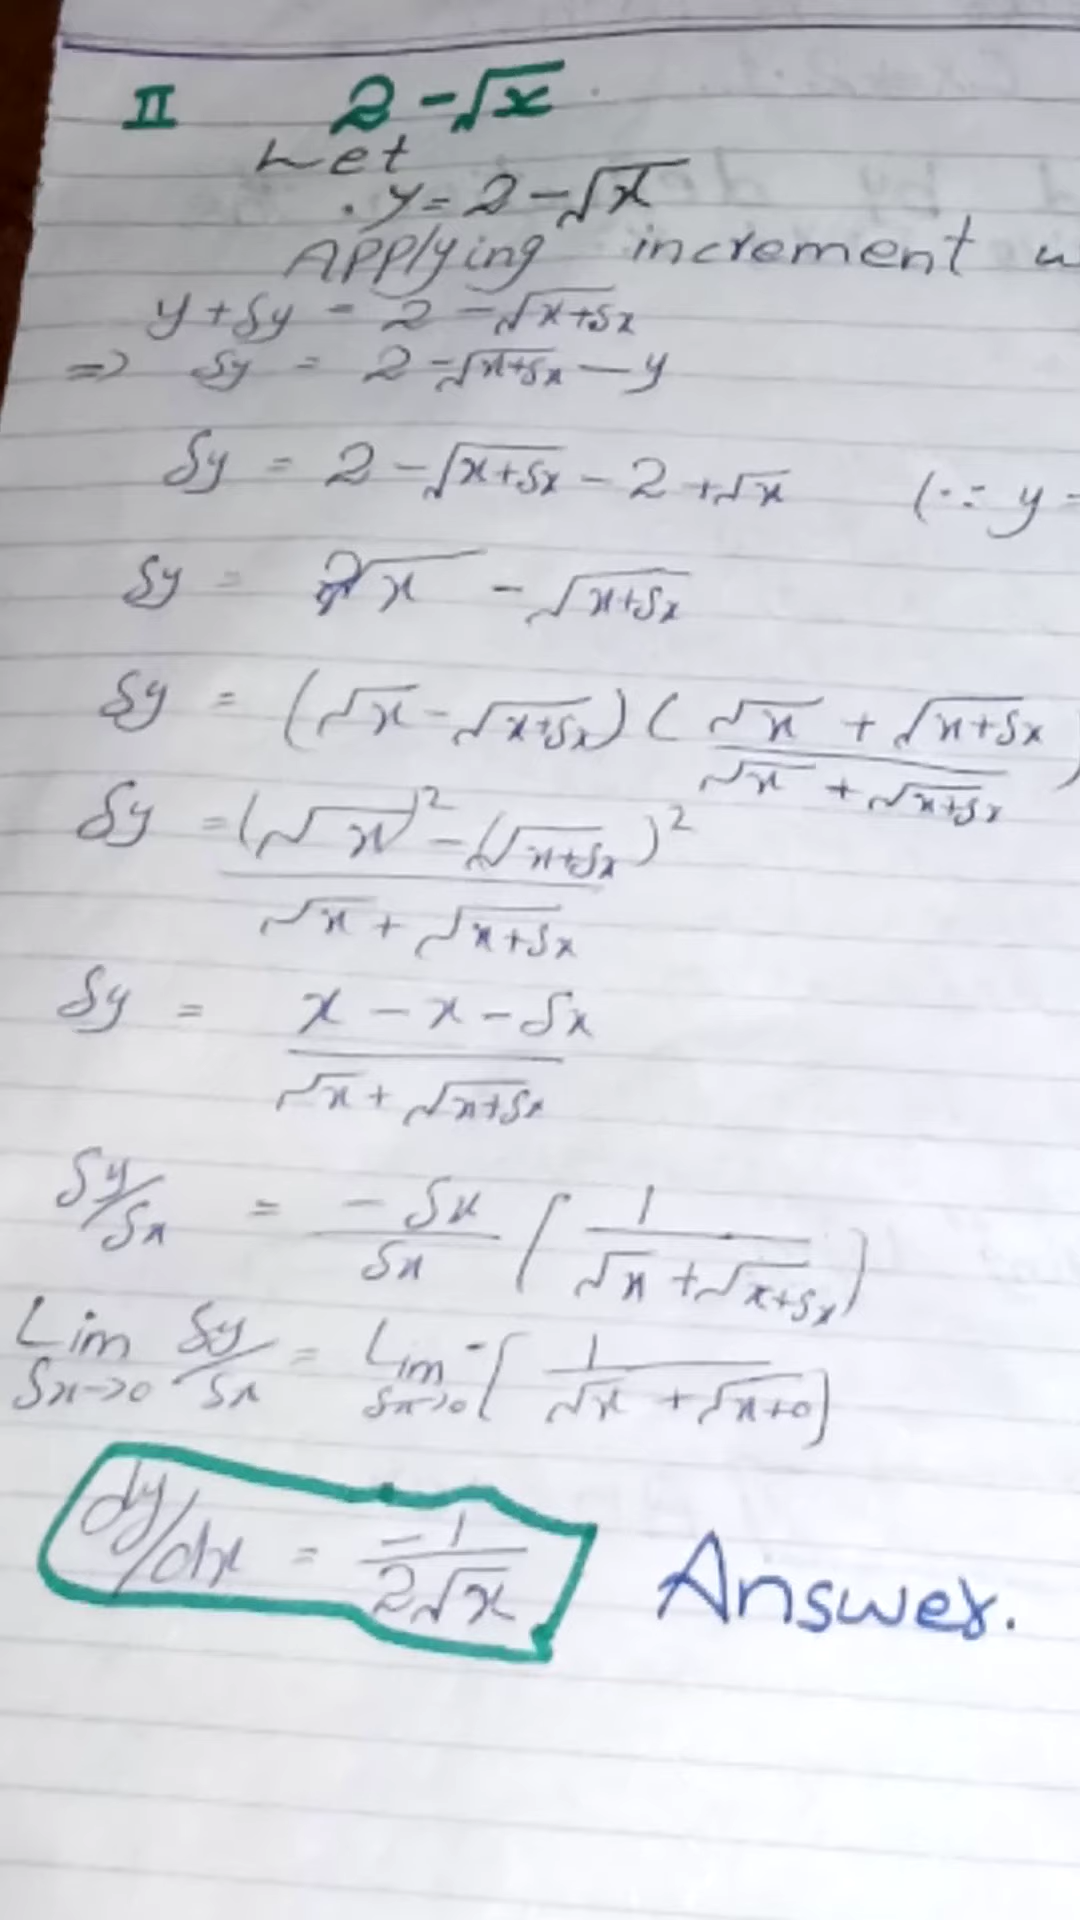 II 2 - √x
Let
y = 2 - √x
Applying increment
y + δy = 2 - √x+δx
=> δy = 2 - √x+δx - y
δy = 2 - √x+δx - 2 + √x (∵ y =
δy = √x - √x+δx
δy = (√x - √x+δx) (√x + √x+δx / √x + √x+δx)
δy = (√x)² - (√x+δx)² / √x + √x+δx
δy = x - x - δx / √x + √x+δx
δy/δx = -δx/δx (1 / √x + √x+δx)
Lim δx→0 δy/δx = Lim δx→0 -(1 / √x + √x+0)
dy/dx = -1 / 2√x Answer.